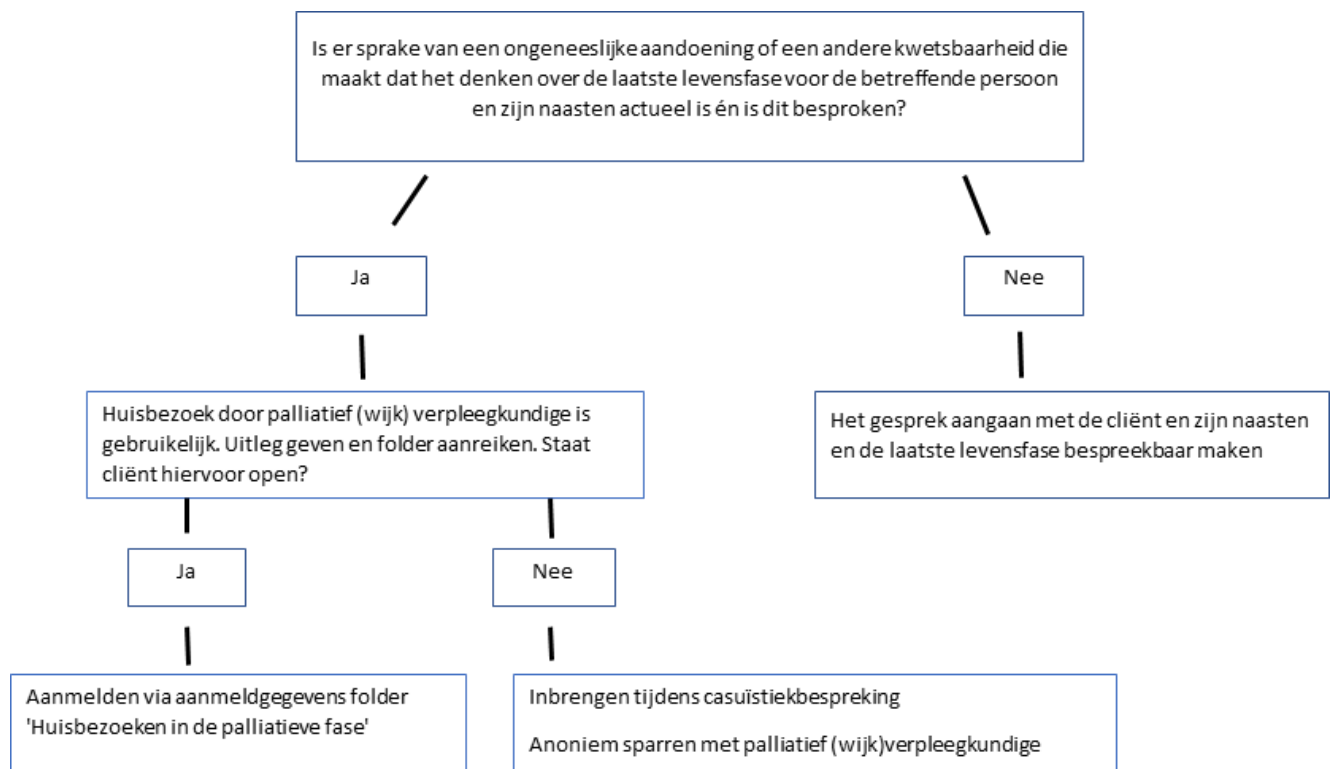 Is er sprake van een ongeneeslijke aandoening of een andere kwetsbaarheid die
maakt dat het denken over de laatste levensfase voor de betreffende persoon
en zijn naasten actueel is én is dit besproken?
Ja
Nee
Huisbezoek door palliatief (wijk) verpleegkundige is
gebruikelijk. Uitleg geven en folder aanreiken. Staat
cliënt hiervoor open?
Het gesprek aangaan met de cliënt en zijn naasten
en de laatste levensfase bespreekbaar maken
Ja
Nee
Aanmelden via aanmeldgegevens folder
'Huisbezoeken in de palliatieve fase'
Inbrengen tijdens casuïstiekbespreking
Anoniem sparren met palliatief (wijk)verpleegkundige